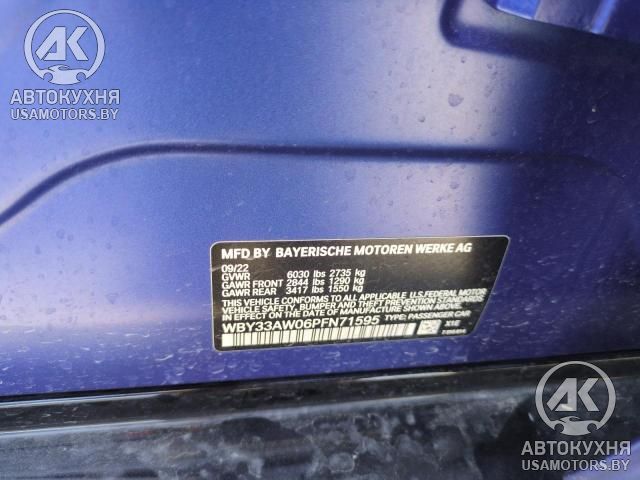 AK
АВТОКУХНЯ
USAMOTORS.BY
MFD BY BAYERISCHE MOTOREN WERKE AG
09/22
GVWR 6030 lbs 2735 kg
GAWR FRONT 2844 lbs 1290 kg
GAWR REAR 3417 lbs 1550 kg
THIS VEHICLE CONFORMS TO ALL APPLICABLE U.S. FEDERAL MOTOR
VEHICLE SAFETY, BUMPER, AND THEFT PREVENTION STANDARDS
IN EFFECT ON THE DATE OF MANUFACTURE SHOWN ABOVE.
WBY33AW06PFN71595 TYPE: PASSENGER CAR
X1E
AK
АВТОКУХНЯ
USAMOTORS.BY